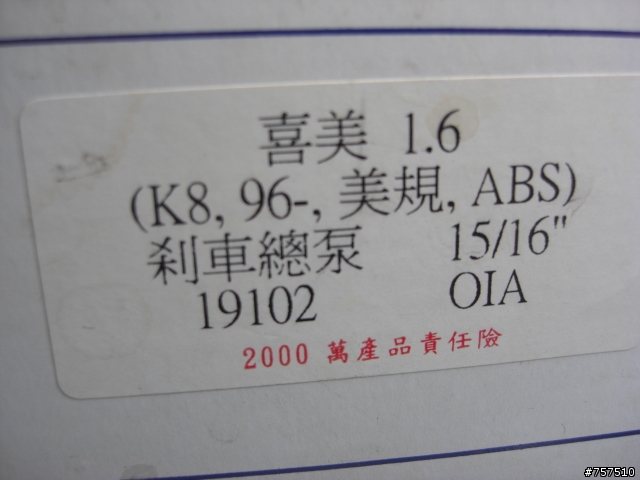 喜美 1.6
(K8, 96-, 美規, ABS)
剎車總泵 15/16"
19102 OIA
2000 萬產品責任險
#757510